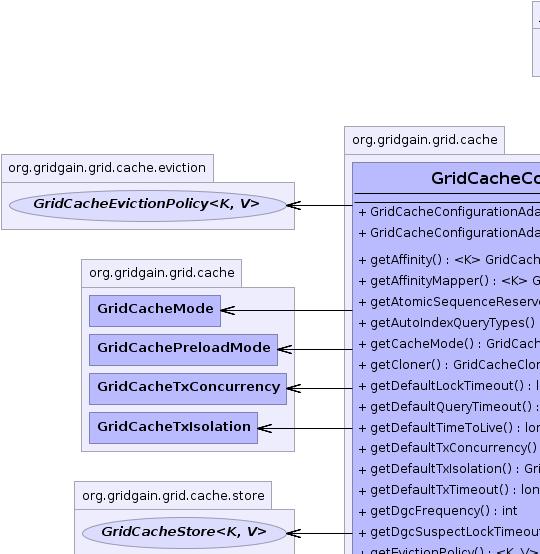 org.gridgain.grid.cache.eviction
GridCacheEvictionPolicy<K, V>
org.gridgain.grid.cache
GridCacheMode
GridCachePreloadMode
GridCacheTxConcurrency
GridCacheTxIsolation
org.gridgain.grid.cache.store
GridCacheStore<K, V>
org.gridgain.grid.cache
GridCacheCo
+ GridCacheConfigurationAda
+ GridCacheConfigurationAda
+ getAffinity() : <K> GridCach
+ getAffinityMapper() : <K> G
+ getAtomicSequenceReserve
+ getAutoIndexQueryTypes()
+ getCacheMode() : GridCach
+ getCloner() : GridCacheClon
+ getDefaultLockTimeout() : l
+ getDefaultQueryTimeout() :
+ getDefaultTimeToLive() : lon
+ getDefaultTxConcurrency()
+ getDefaultTxIsolation() : Gri
+ getDefaultTxTimeout() : lon
+ getDgcFrequency() : int
+ getDgcSuspectLockTimeout
+ getEvictionPolicy() : <K, V>